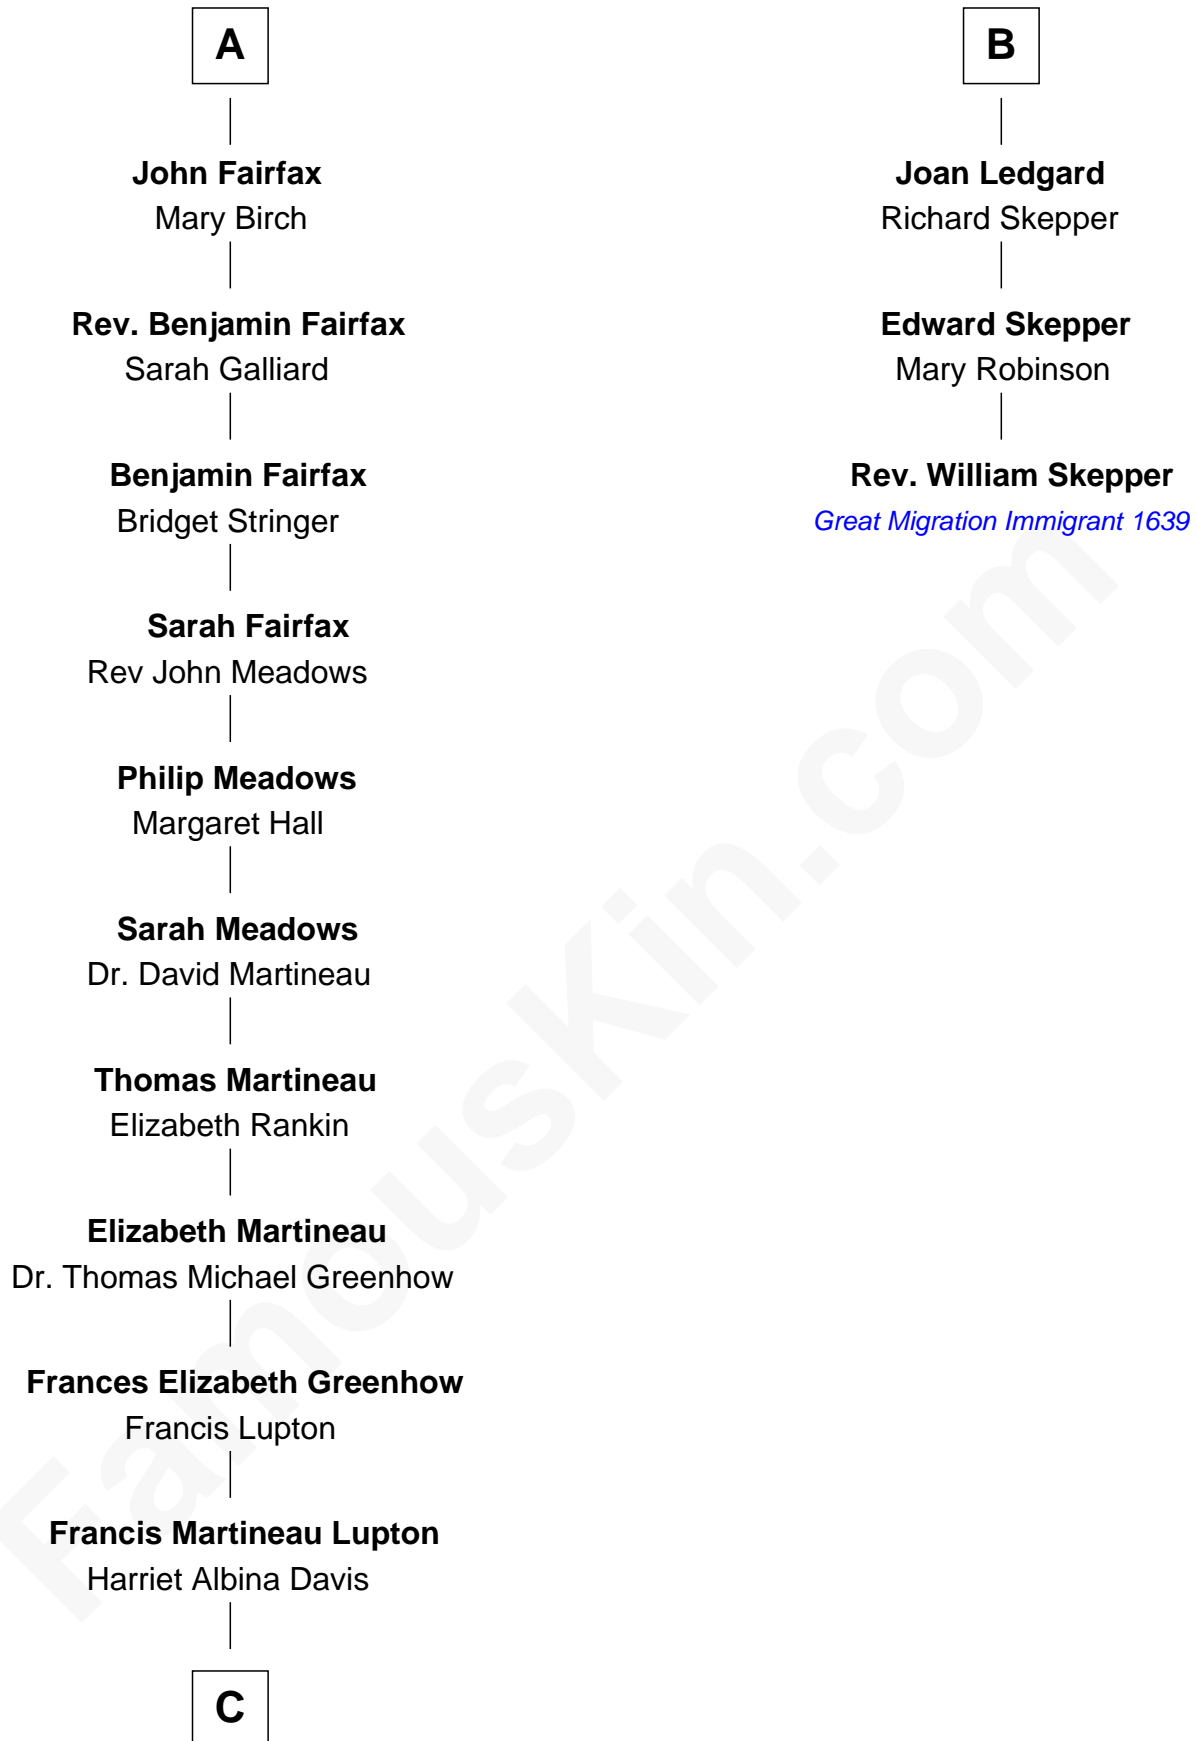 A
John Fairfax
Mary Birch
Rev. Benjamin Fairfax
Sarah Galliard
Benjamin Fairfax
Bridget Stringer
Sarah Fairfax
Rev John Meadows
Philip Meadows
Margaret Hall
Sarah Meadows
Dr. David Martineau
Thomas Martineau
Elizabeth Rankin
Elizabeth Martineau
Dr. Thomas Michael Greenhow
Frances Elizabeth Greenhow
Francis Lupton
Francis Martineau Lupton
Harriet Albina Davis
C
B
Joan Ledgard
Richard Skepper
Edward Skepper
Mary Robinson
Rev. William Skepper
Great Migration Immigrant 1639
FamousKin.com